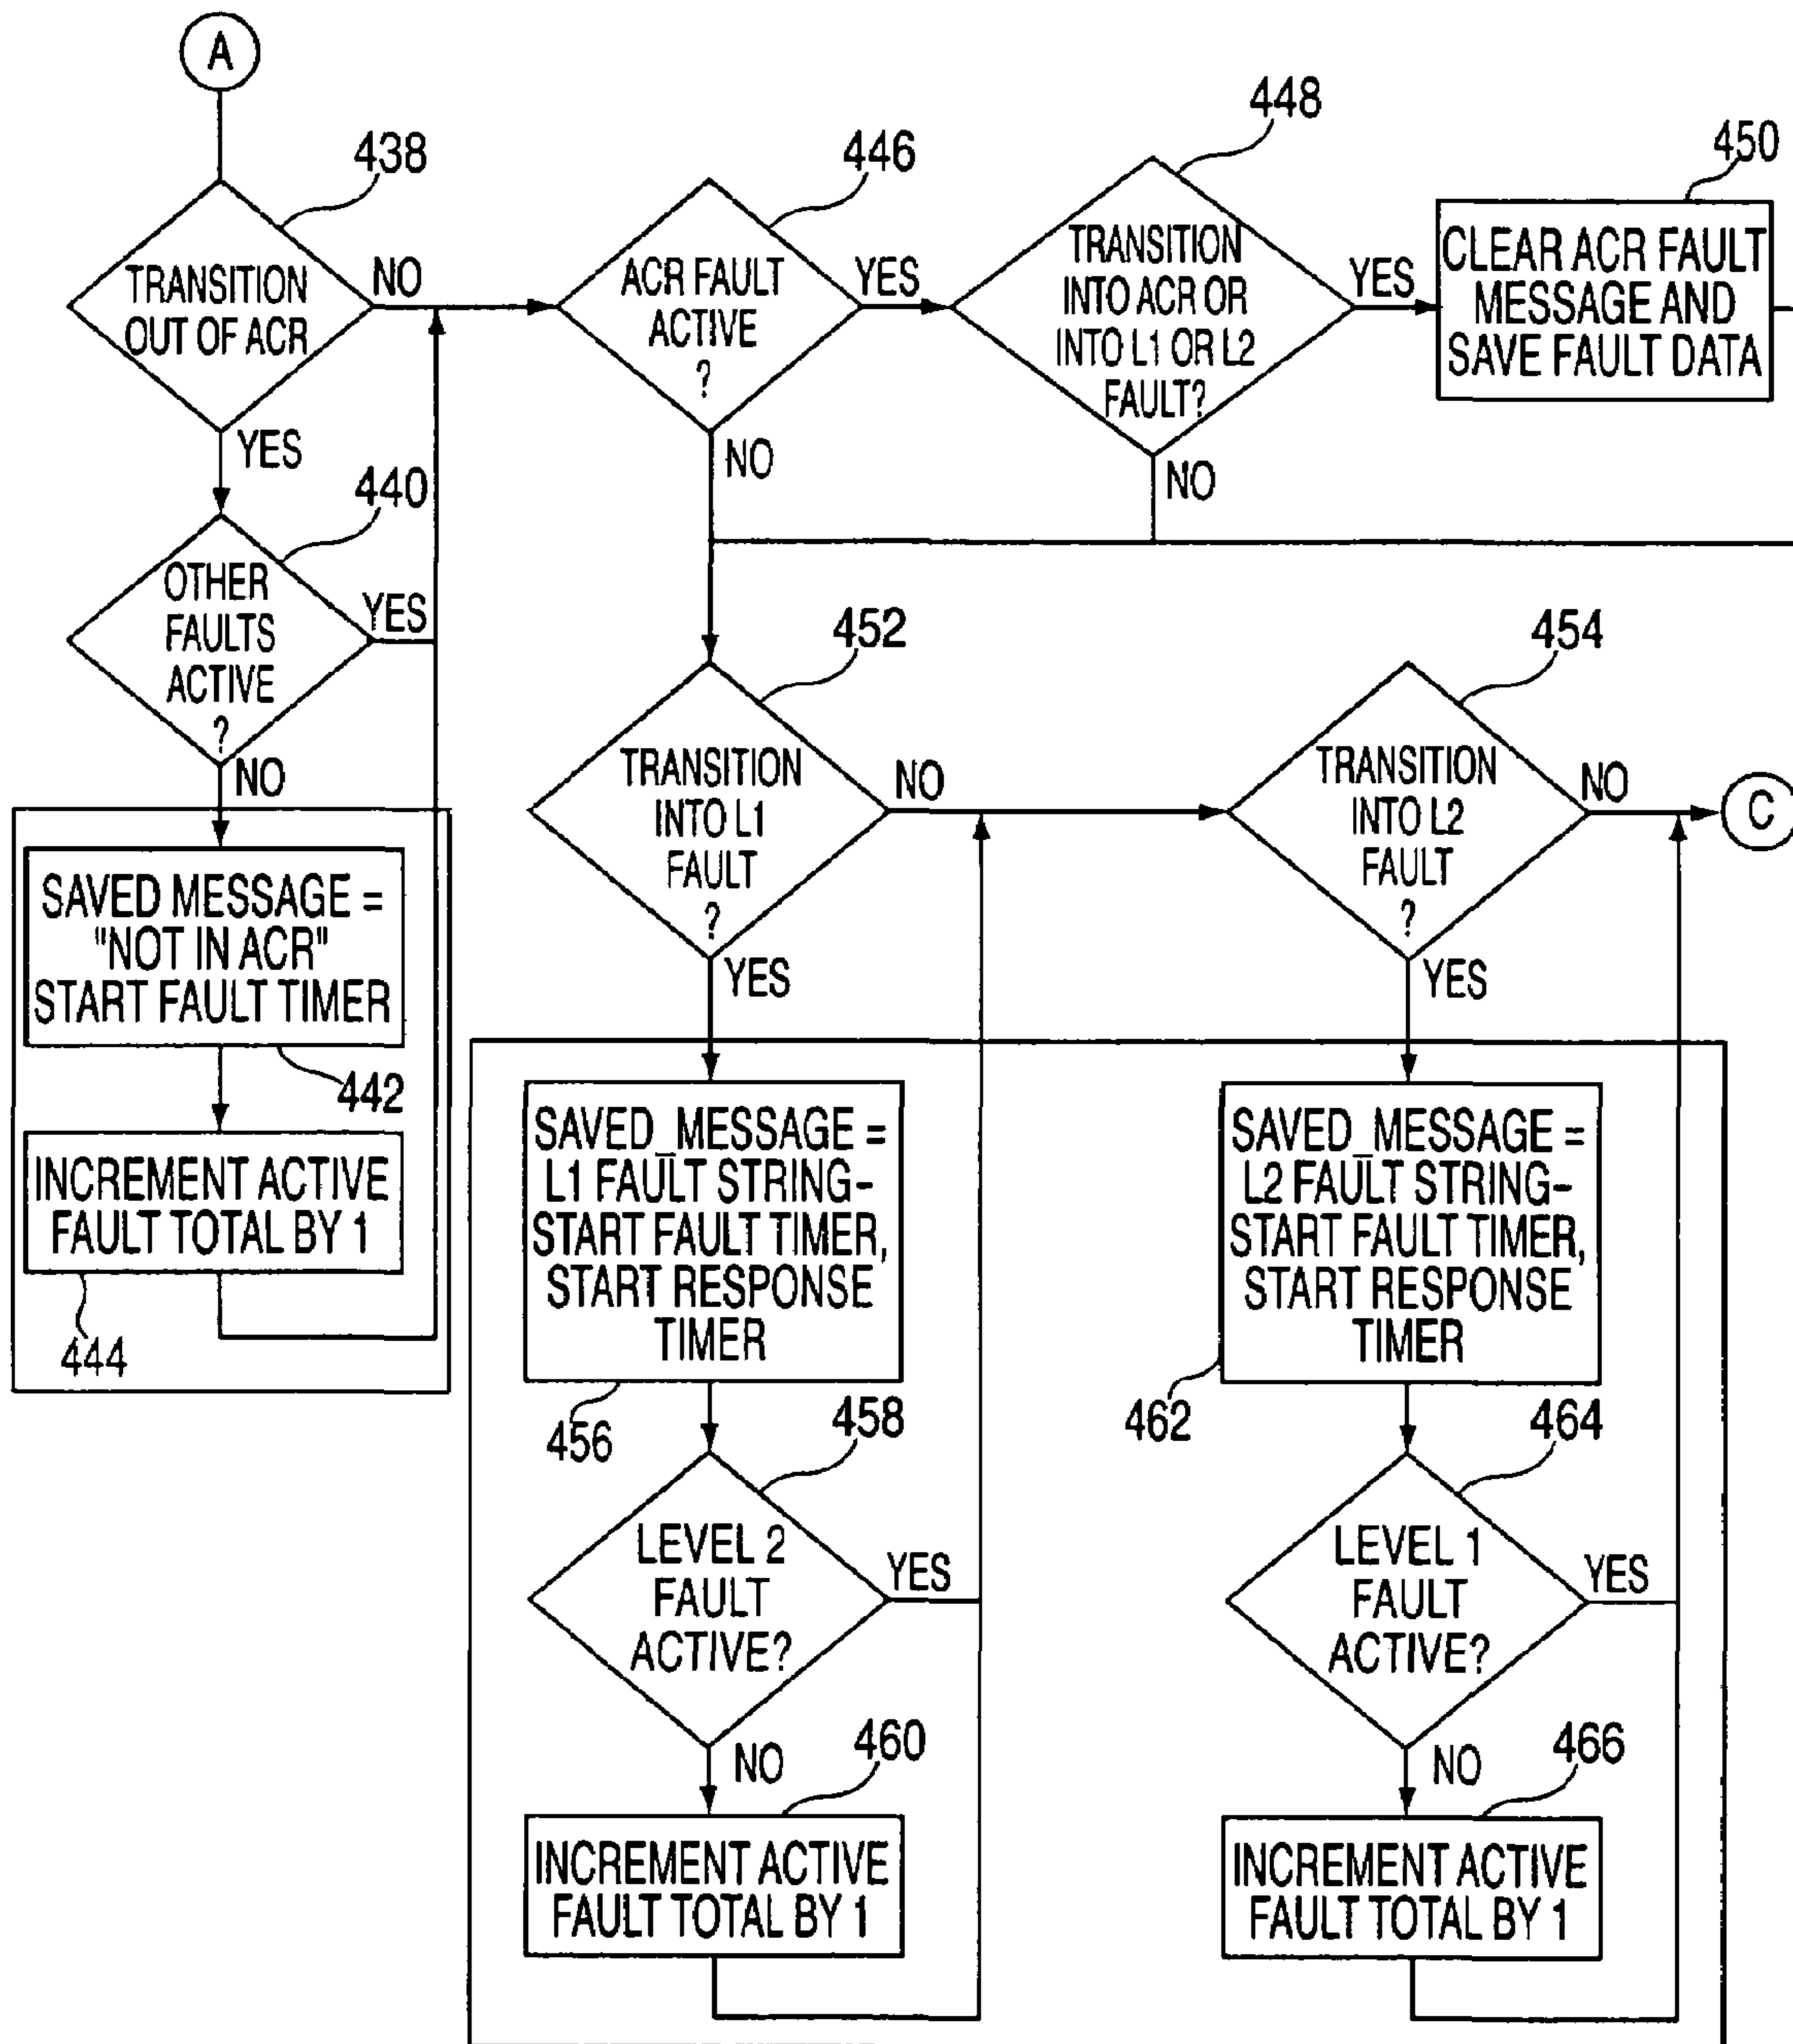 A
438
TRANSITION
OUT OF ACR
NO
YES
446
ACR FAULT
ACTIVE
?
YES
NO
448
TRANSITION
INTO ACR OR
INTO L1 OR L2
FAULT?
YES
NO
450
CLEAR ACR FAULT
MESSAGE AND
SAVE FAULT DATA
440
OTHER
FAULTS
ACTIVE
?
YES
NO
SAVED MESSAGE =
"NOT IN ACR"
START FAULT TIMER
442
INCREMENT ACTIVE
FAULT TOTAL BY 1
444
452
TRANSITION
INTO L1
FAULT
?
NO
YES
454
TRANSITION
INTO L2
FAULT
?
NO
YES
C
SAVED_MESSAGE =
L1 FAULT STRING-
START FAULT TIMER,
START RESPONSE
TIMER
456
458
LEVEL 2
FAULT
ACTIVE?
YES
NO
460
INCREMENT ACTIVE
FAULT TOTAL BY 1
SAVED_MESSAGE =
L2 FAULT STRING-
START FAULT TIMER,
START RESPONSE
TIMER
462
464
LEVEL 1
FAULT
ACTIVE?
YES
NO
466
INCREMENT ACTIVE
FAULT TOTAL BY 1